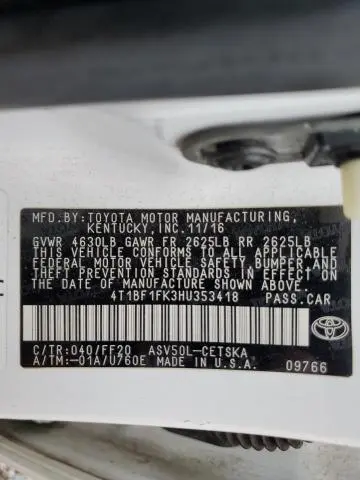 MFD.BY:TOYOTA MOTOR MANUFACTURING,
KENTUCKY,INC.11/16
GVWR 4630LB GAWR FR 2625LB RR 2625LB
THIS VEHICLE CONFORMS TO ALL APPLICABLE
FEDERAL MOTOR VEHICLE SAFETY,BUMPER,AND
THEFT PREVENTION STANDARDS IN EFFECT ON
THE DATE OF MANUFACTURE SHOWN ABOVE.
4T1BF1FK3HU353418 PASS.CAR
C/TR:040/FF20 ASV50L-CETSKA
A/TM:-01A/U760E MADE IN U.S.A.
TOYOTA
09766